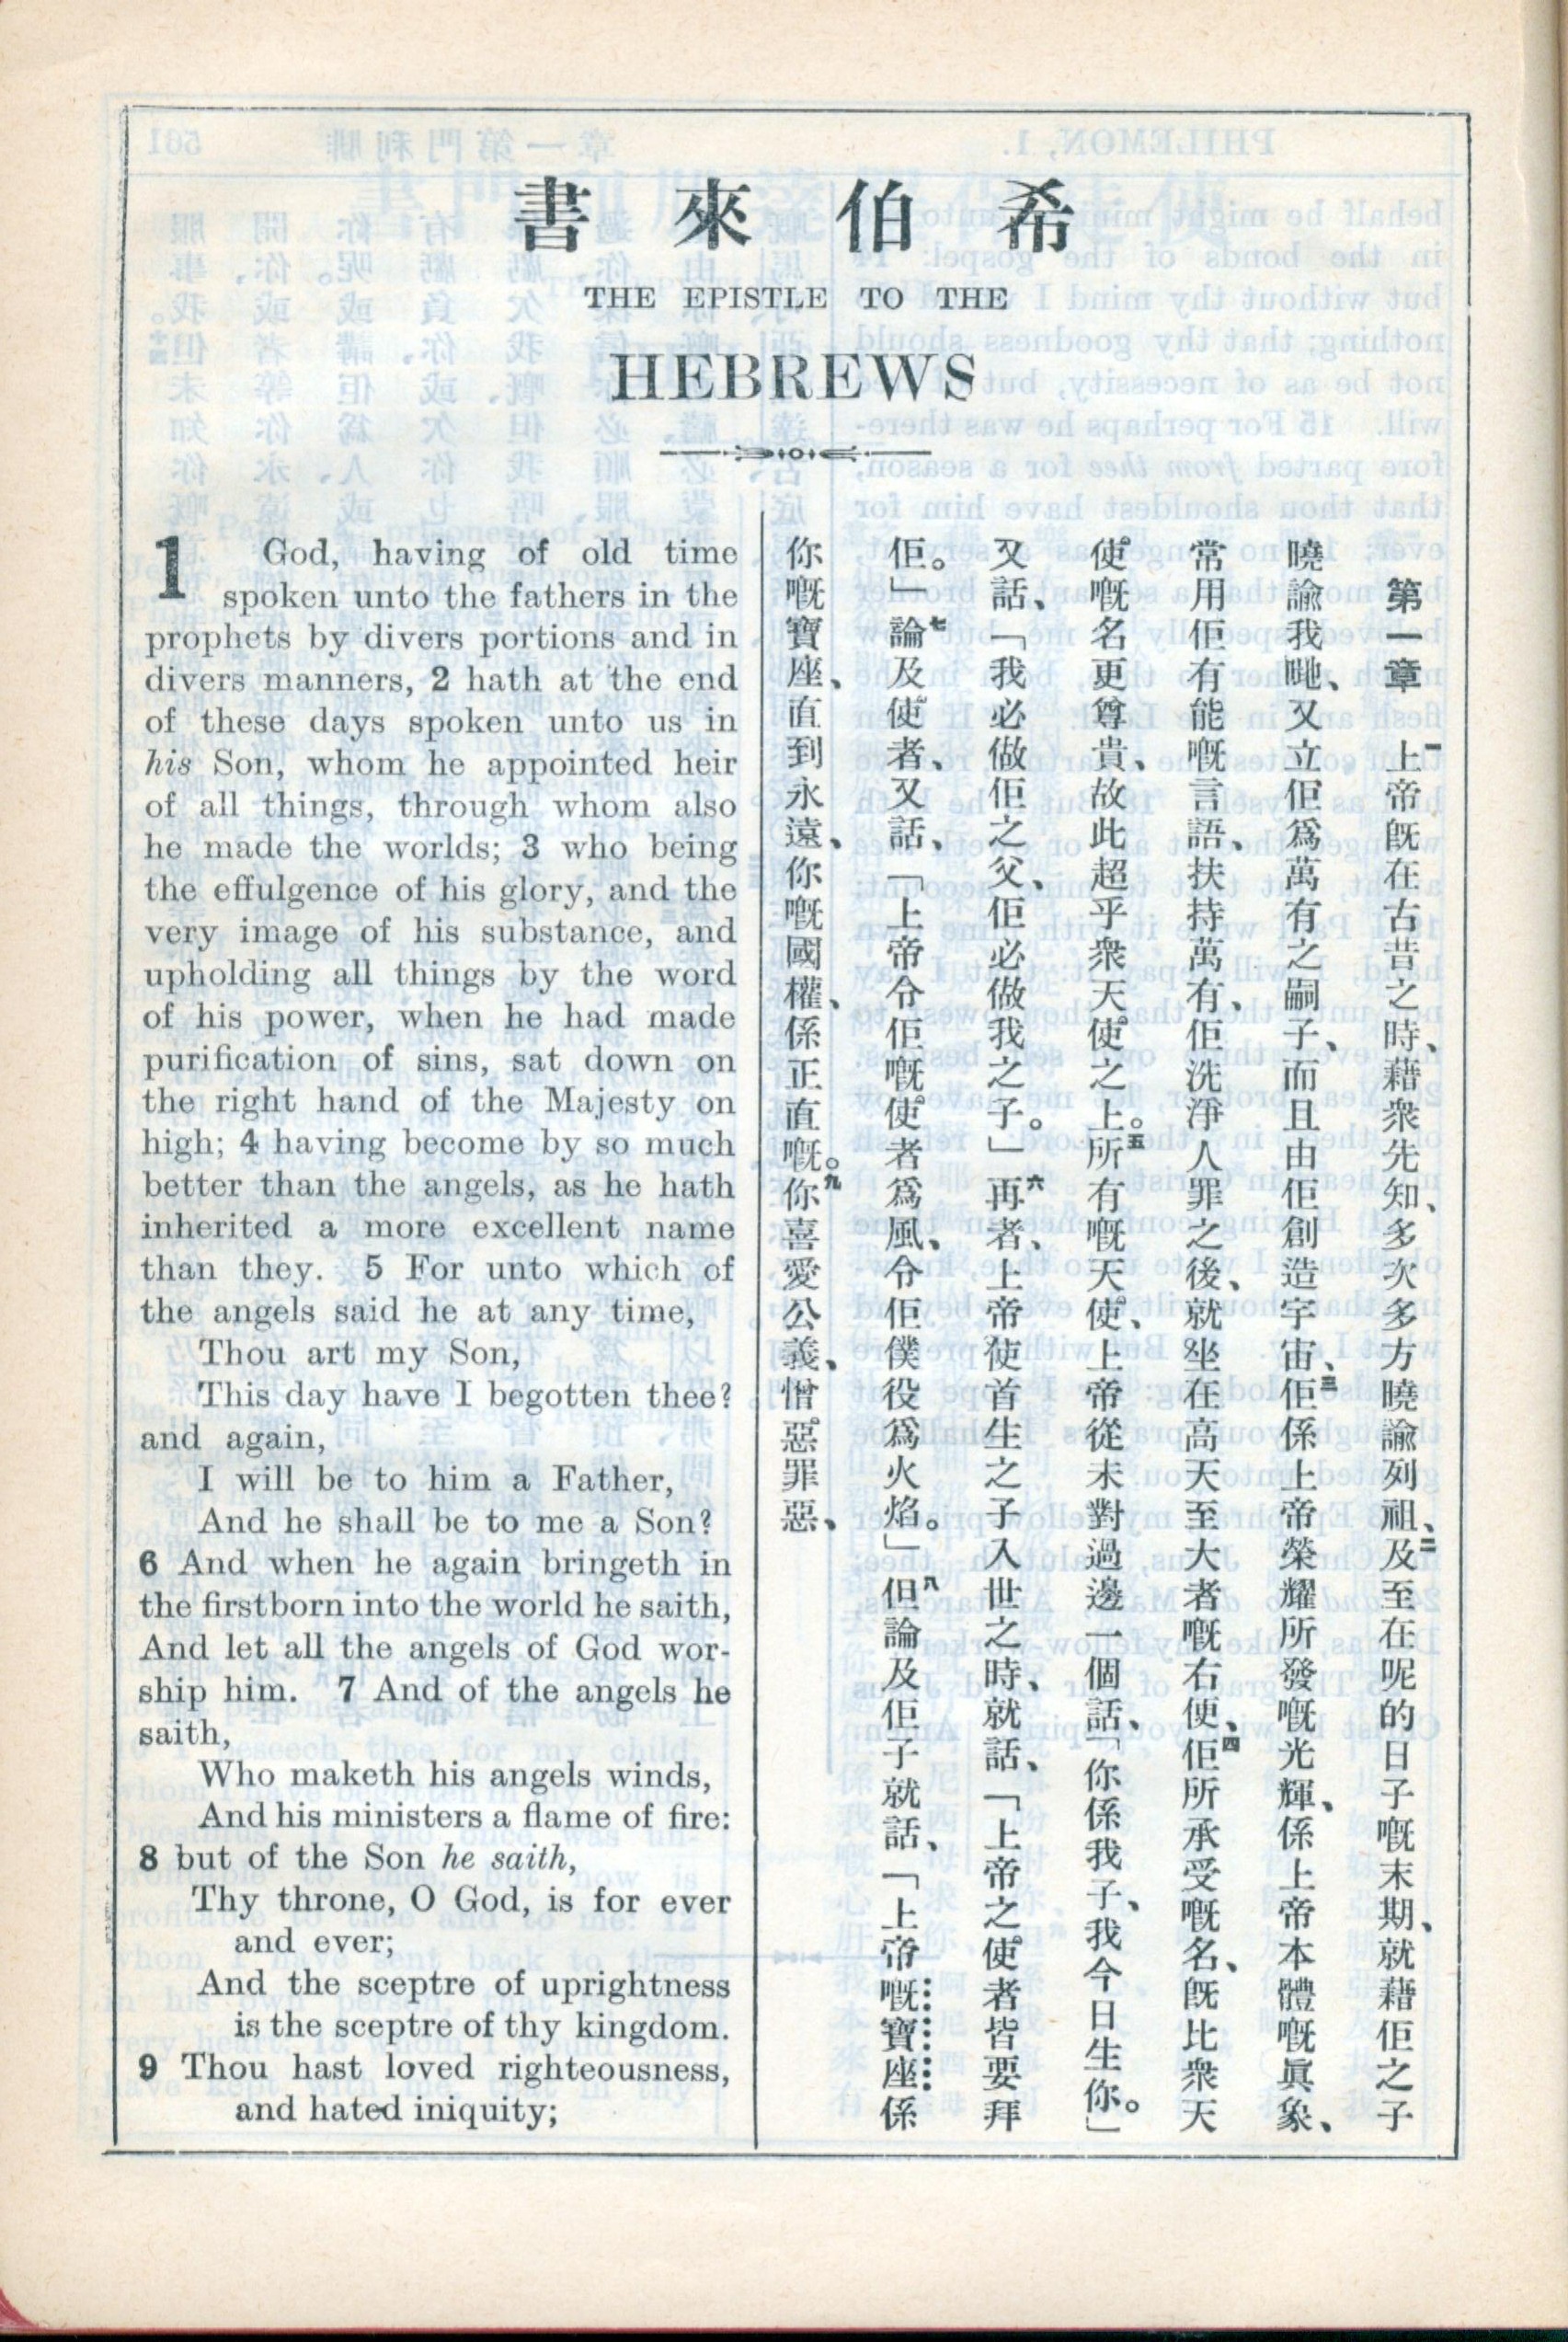 希伯來書
THE EPISTLE TO THE
HEBREWS
1 God, having of old time
spoken unto the fathers in the
prophets by divers portions and in
divers manners, 2 hath at the end
of these days spoken unto us in
his Son, whom he appointed heir
of all things, through whom also
he made the worlds; 3 who being
the effulgence of his glory, and the
very image of his substance, and
upholding all things by the word
of his power, when he had made
purification of sins, sat down on
the right hand of the Majesty on
high; 4 having become by so much
better than the angels, as he hath
inherited a more excellent name
than they. 5 For unto which of
the angels said he at any time,
Thou art my Son,
This day have I begotten thee?
and again,
I will be to him a Father,
And he shall be to me a Son?
6 And when he again bringeth in
the firstborn into the world he saith,
And let all the angels of God wor-
ship him. 7 And of the angels he
saith,
Who maketh his angels winds,
And his ministers a flame of fire:
8 but of the Son he saith,
Thy throne, O God, is for ever
and ever;
And the sceptre of uprightness
is the sceptre of thy kingdom.
9 Thou hast loved righteousness,
and hated iniquity;
第一章 一上帝旣在古昔之時、藉衆先知、多次多方曉諭列祖、二及至在呢的日子嘅末期、就藉佢之子
曉諭我哋、又立佢爲萬有之嗣子、而且由佢創造宇宙、三佢係上帝榮耀所發嘅光輝、係上帝本體嘅眞象、
常用佢有能嘅言語、扶持萬有、佢洗淨人罪之後、就坐在高天至大者嘅右便、四佢所承受嘅名、旣比衆天
使嘅名更尊貴、故此超乎衆天使之上。五所有嘅天使、上帝從未對過邊一個話、「你係我子、我今日生你。」
又話、「我必做佢之父、佢必做我之子。」六再者、上帝使首生之子入世之時、就話、「上帝之使者皆要拜
佢。」七論及使者、又話、「上帝令佢嘅使者爲風、令佢僕役爲火焰。」八但論及佢子就話、「上帝嘅寶座係
你嘅寶座、直到永遠、你嘅國權、係正直嘅。九你喜愛公義、憎惡罪惡、